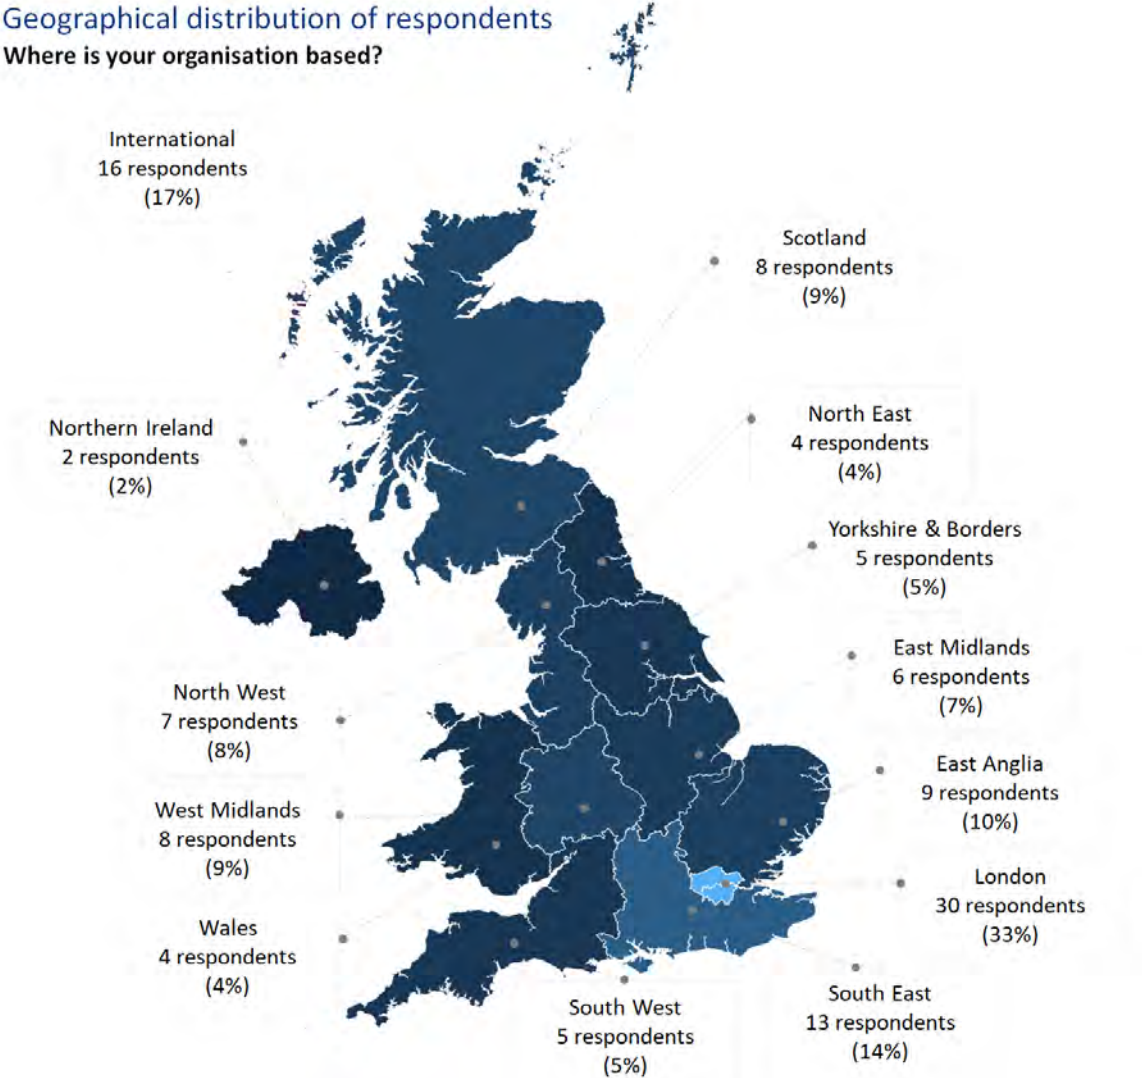 Geographical distribution of respondents
Where is your organisation based?
International
16 respondents
(17%)
Scotland
8 respondents
(9%)
Northern Ireland
2 respondents
(2%)
North East
4 respondents
(4%)
Yorkshire & Borders
5 respondents
(5%)
East Midlands
6 respondents
(7%)
North West
7 respondents
(8%)
East Anglia
9 respondents
(10%)
West Midlands
8 respondents
(9%)
London
30 respondents
(33%)
Wales
4 respondents
(4%)
South West
5 respondents
(5%)
South East
13 respondents
(14%)